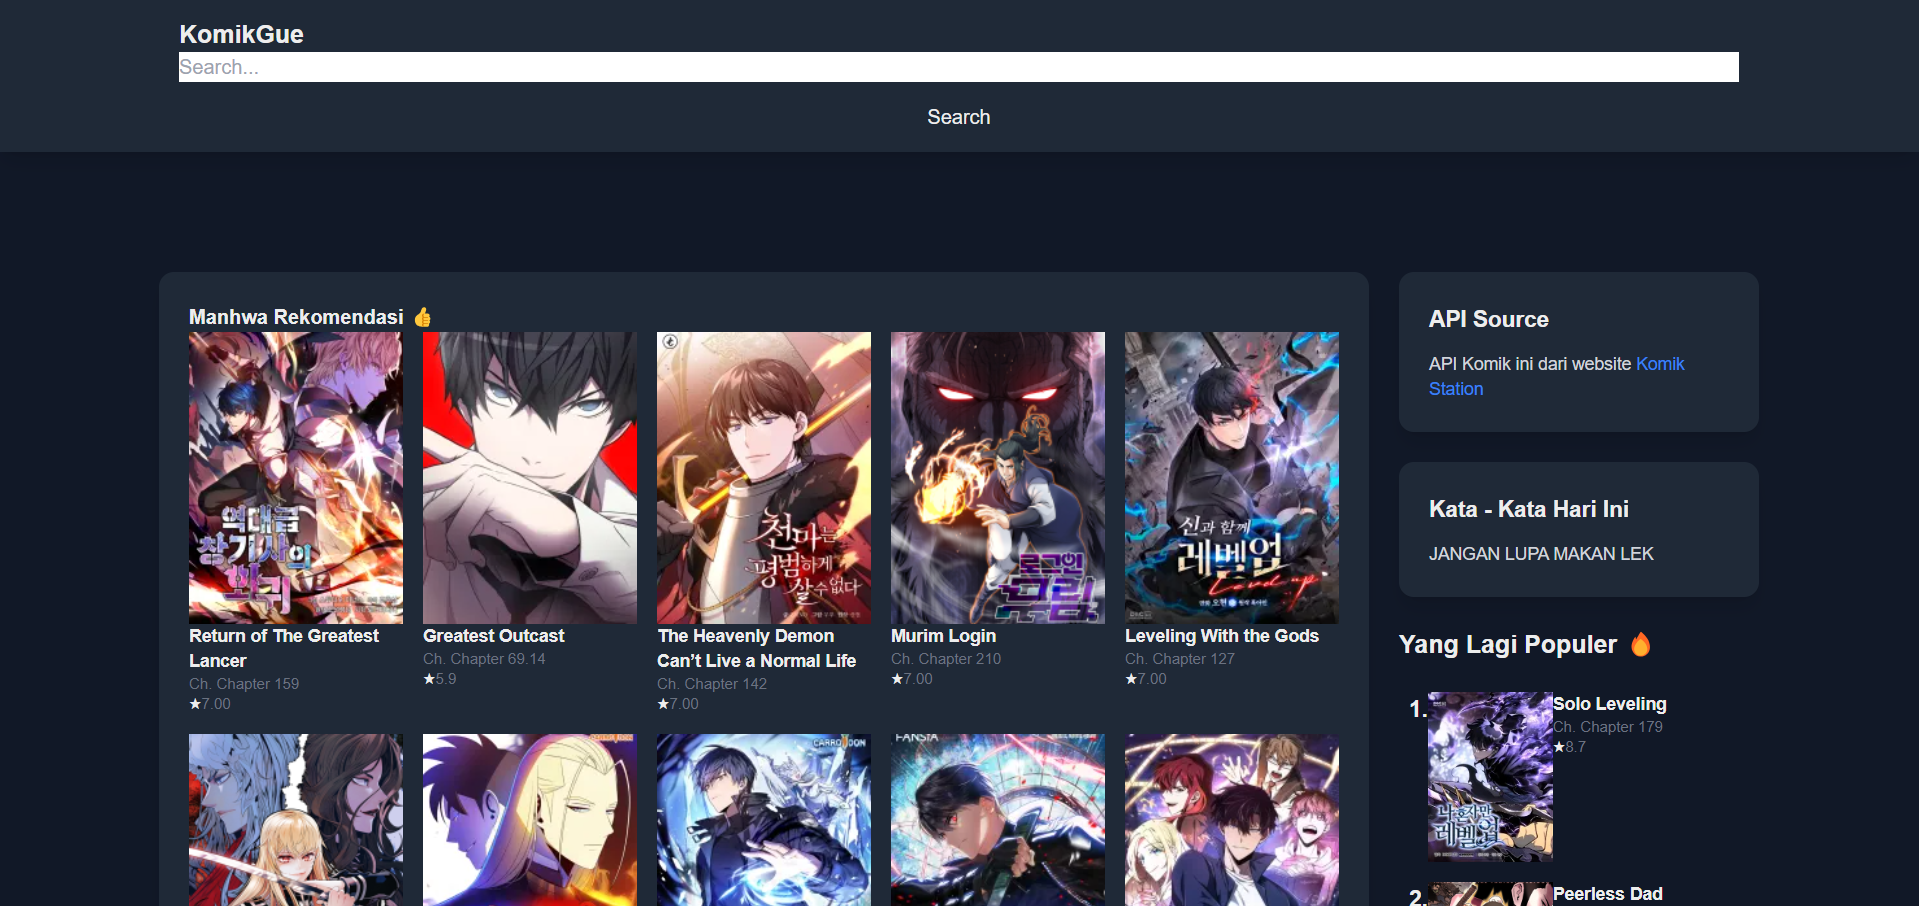 KomikGue
Search...
Search
Manhwa Rekomendasi 👍
역대급
창기사의
복귀
천마는
평범하게
살 수 없다
로그인
무림
신과 함께
레벨업
Level up
Return of The Greatest
Lancer
Ch. Chapter 159
★7.00
Greatest Outcast
Ch. Chapter 69.14
★5.9
The Heavenly Demon
Can’t Live a Normal Life
Ch. Chapter 142
★7.00
Murim Login
Ch. Chapter 210
★7.00
Leveling With the Gods
Ch. Chapter 127
★7.00
API Source
API Komik ini dari website Komik
Station
Kata - Kata Hari Ini
JANGAN LUPA MAKAN LEK
Yang Lagi Populer 🔥
1.
나 혼자만
레벨업
Solo Leveling
Ch. Chapter 179
★8.7
2.
Peerless Dad